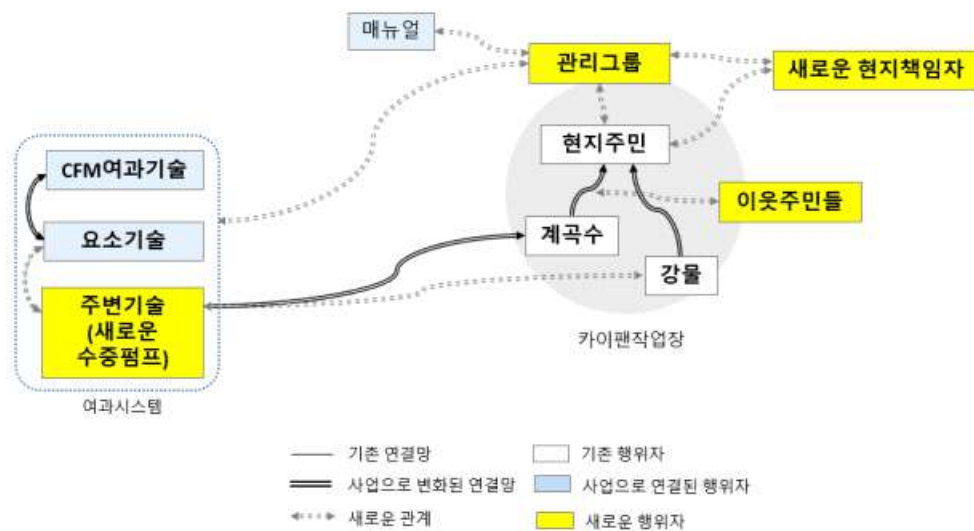 매뉴얼
관리그룹
새로운 현지책임자
현지주민
CFM여과기술
이웃주민들
요소기술
계곡수
강물
주변기술
(새로운
수중펌프)
카이팬작업장
여과시스템
기존 연결망
기존 행위자
사업으로 변화된 연결망
사업으로 연결된 행위자
새로운 관계
새로운 행위자